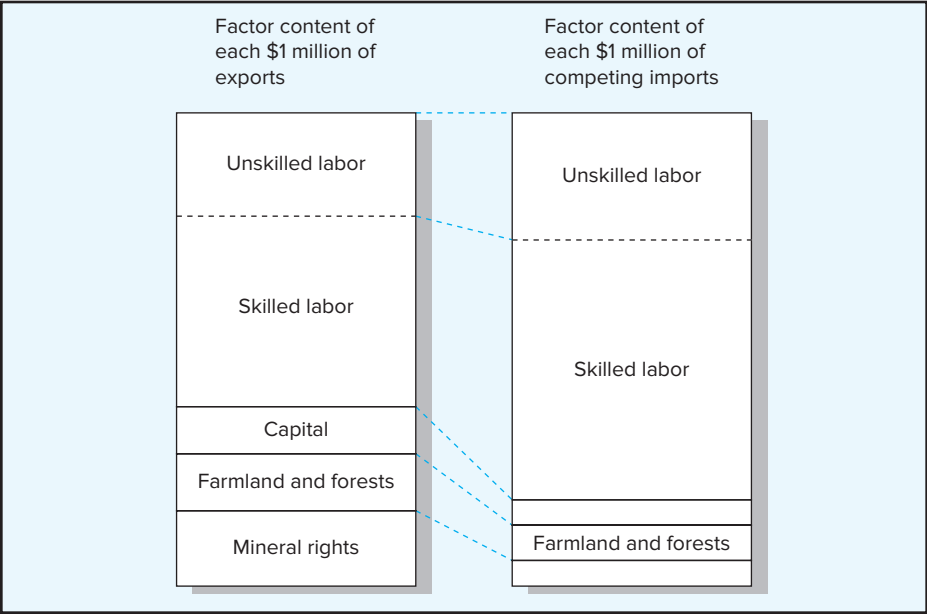 Factor content of
each $1 million of
exports
Factor content of
each $1 million of
competing imports
Unskilled labor
Skilled labor
Capital
Farmland and forests
Mineral rights
Unskilled labor
Skilled labor
Farmland and forests